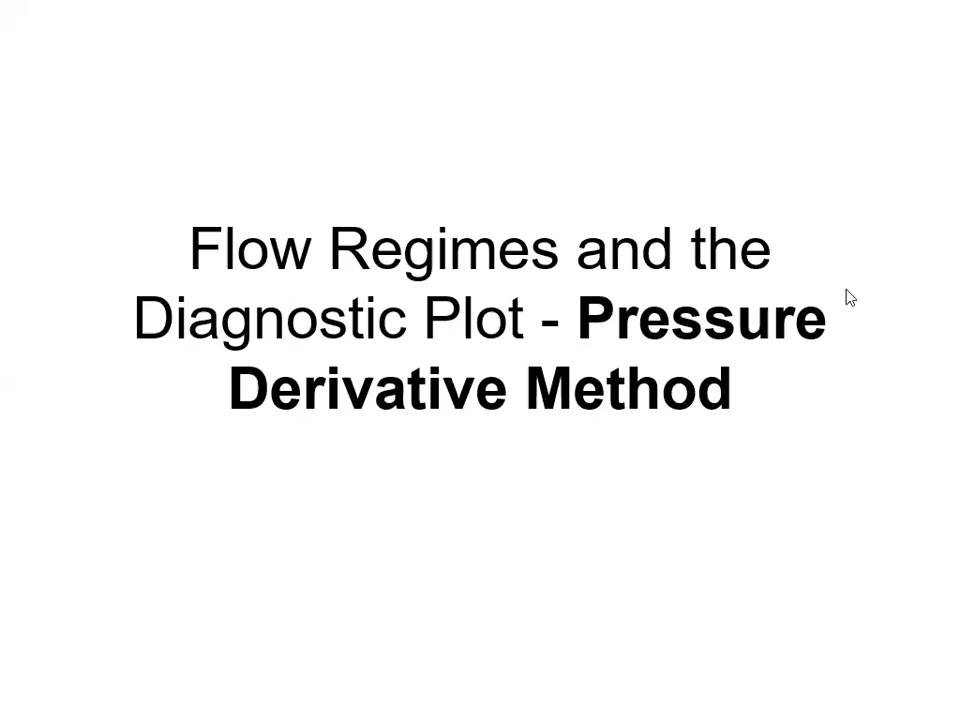 Flow Regimes and the
Diagnostic Plot - Pressure
Derivative Method